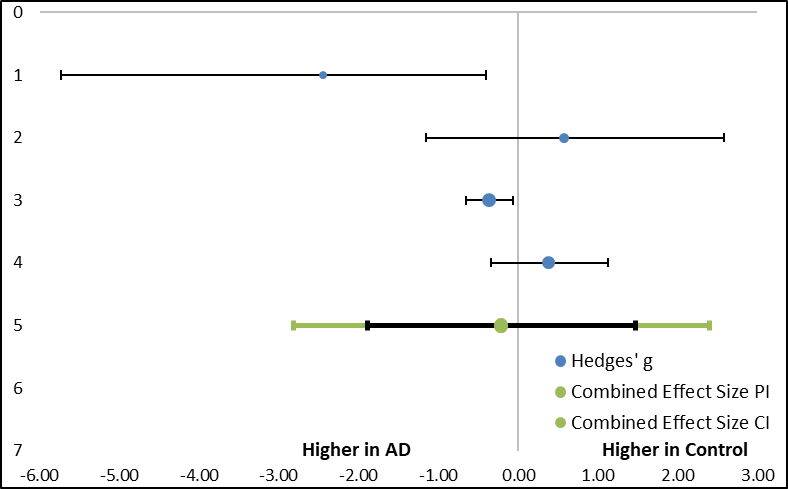 0
1
2
3
4
5
Hedges' g
6
Combined Effect Size PI
Combined Effect Size CI
7
Higher in AD
Higher in Control
-6.00 -5.00 -4.00 -3.00 -2.00 -1.00 0.00 1.00 2.00 3.00